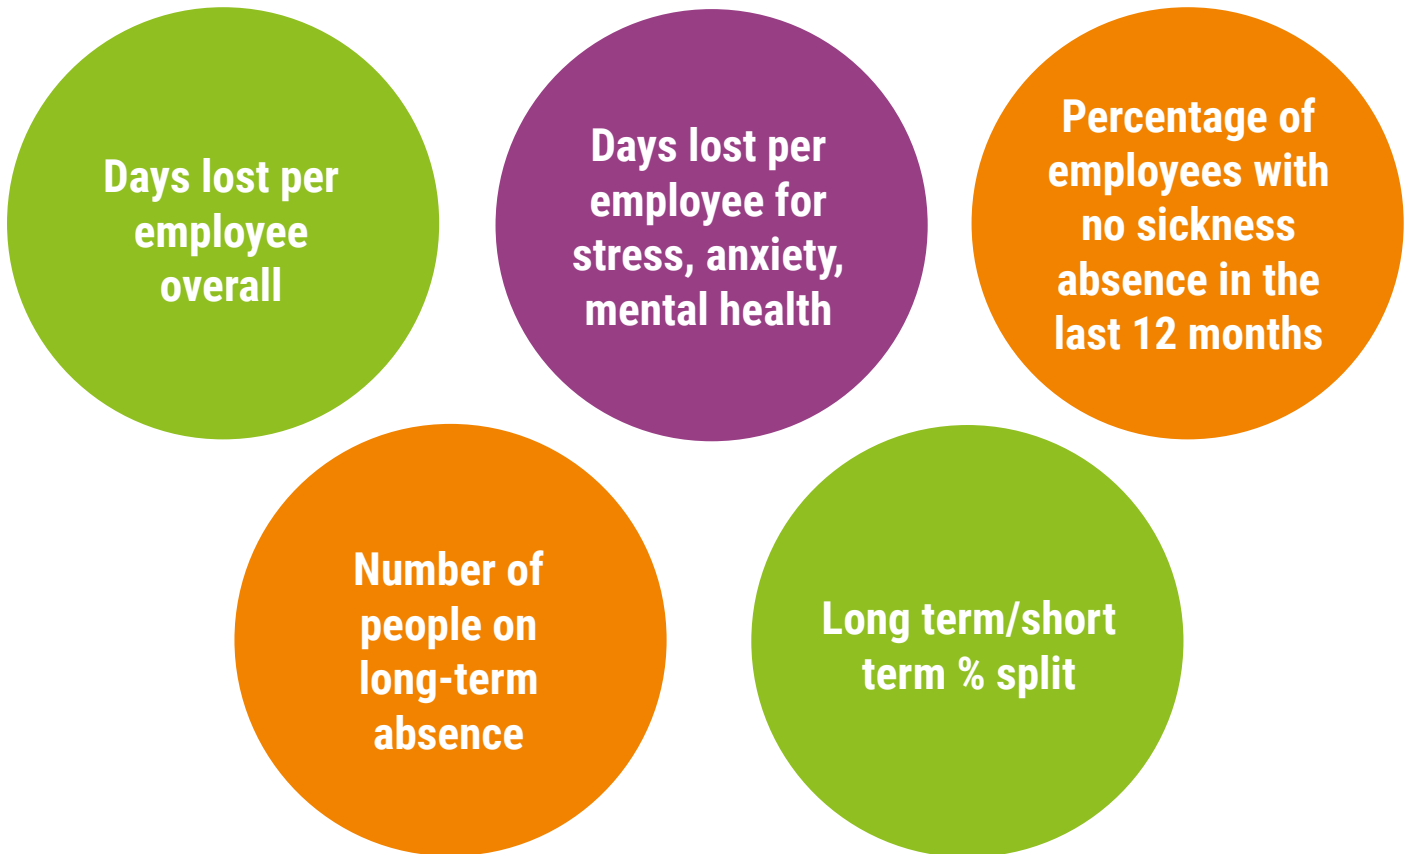 Days lost per
employee
overall
Days lost per
employee for
stress, anxiety,
mental health
Percentage of
employees with
no sickness
absence in the
last 12 months
Number of
people on
long-term
absence
Long term/short
term % split